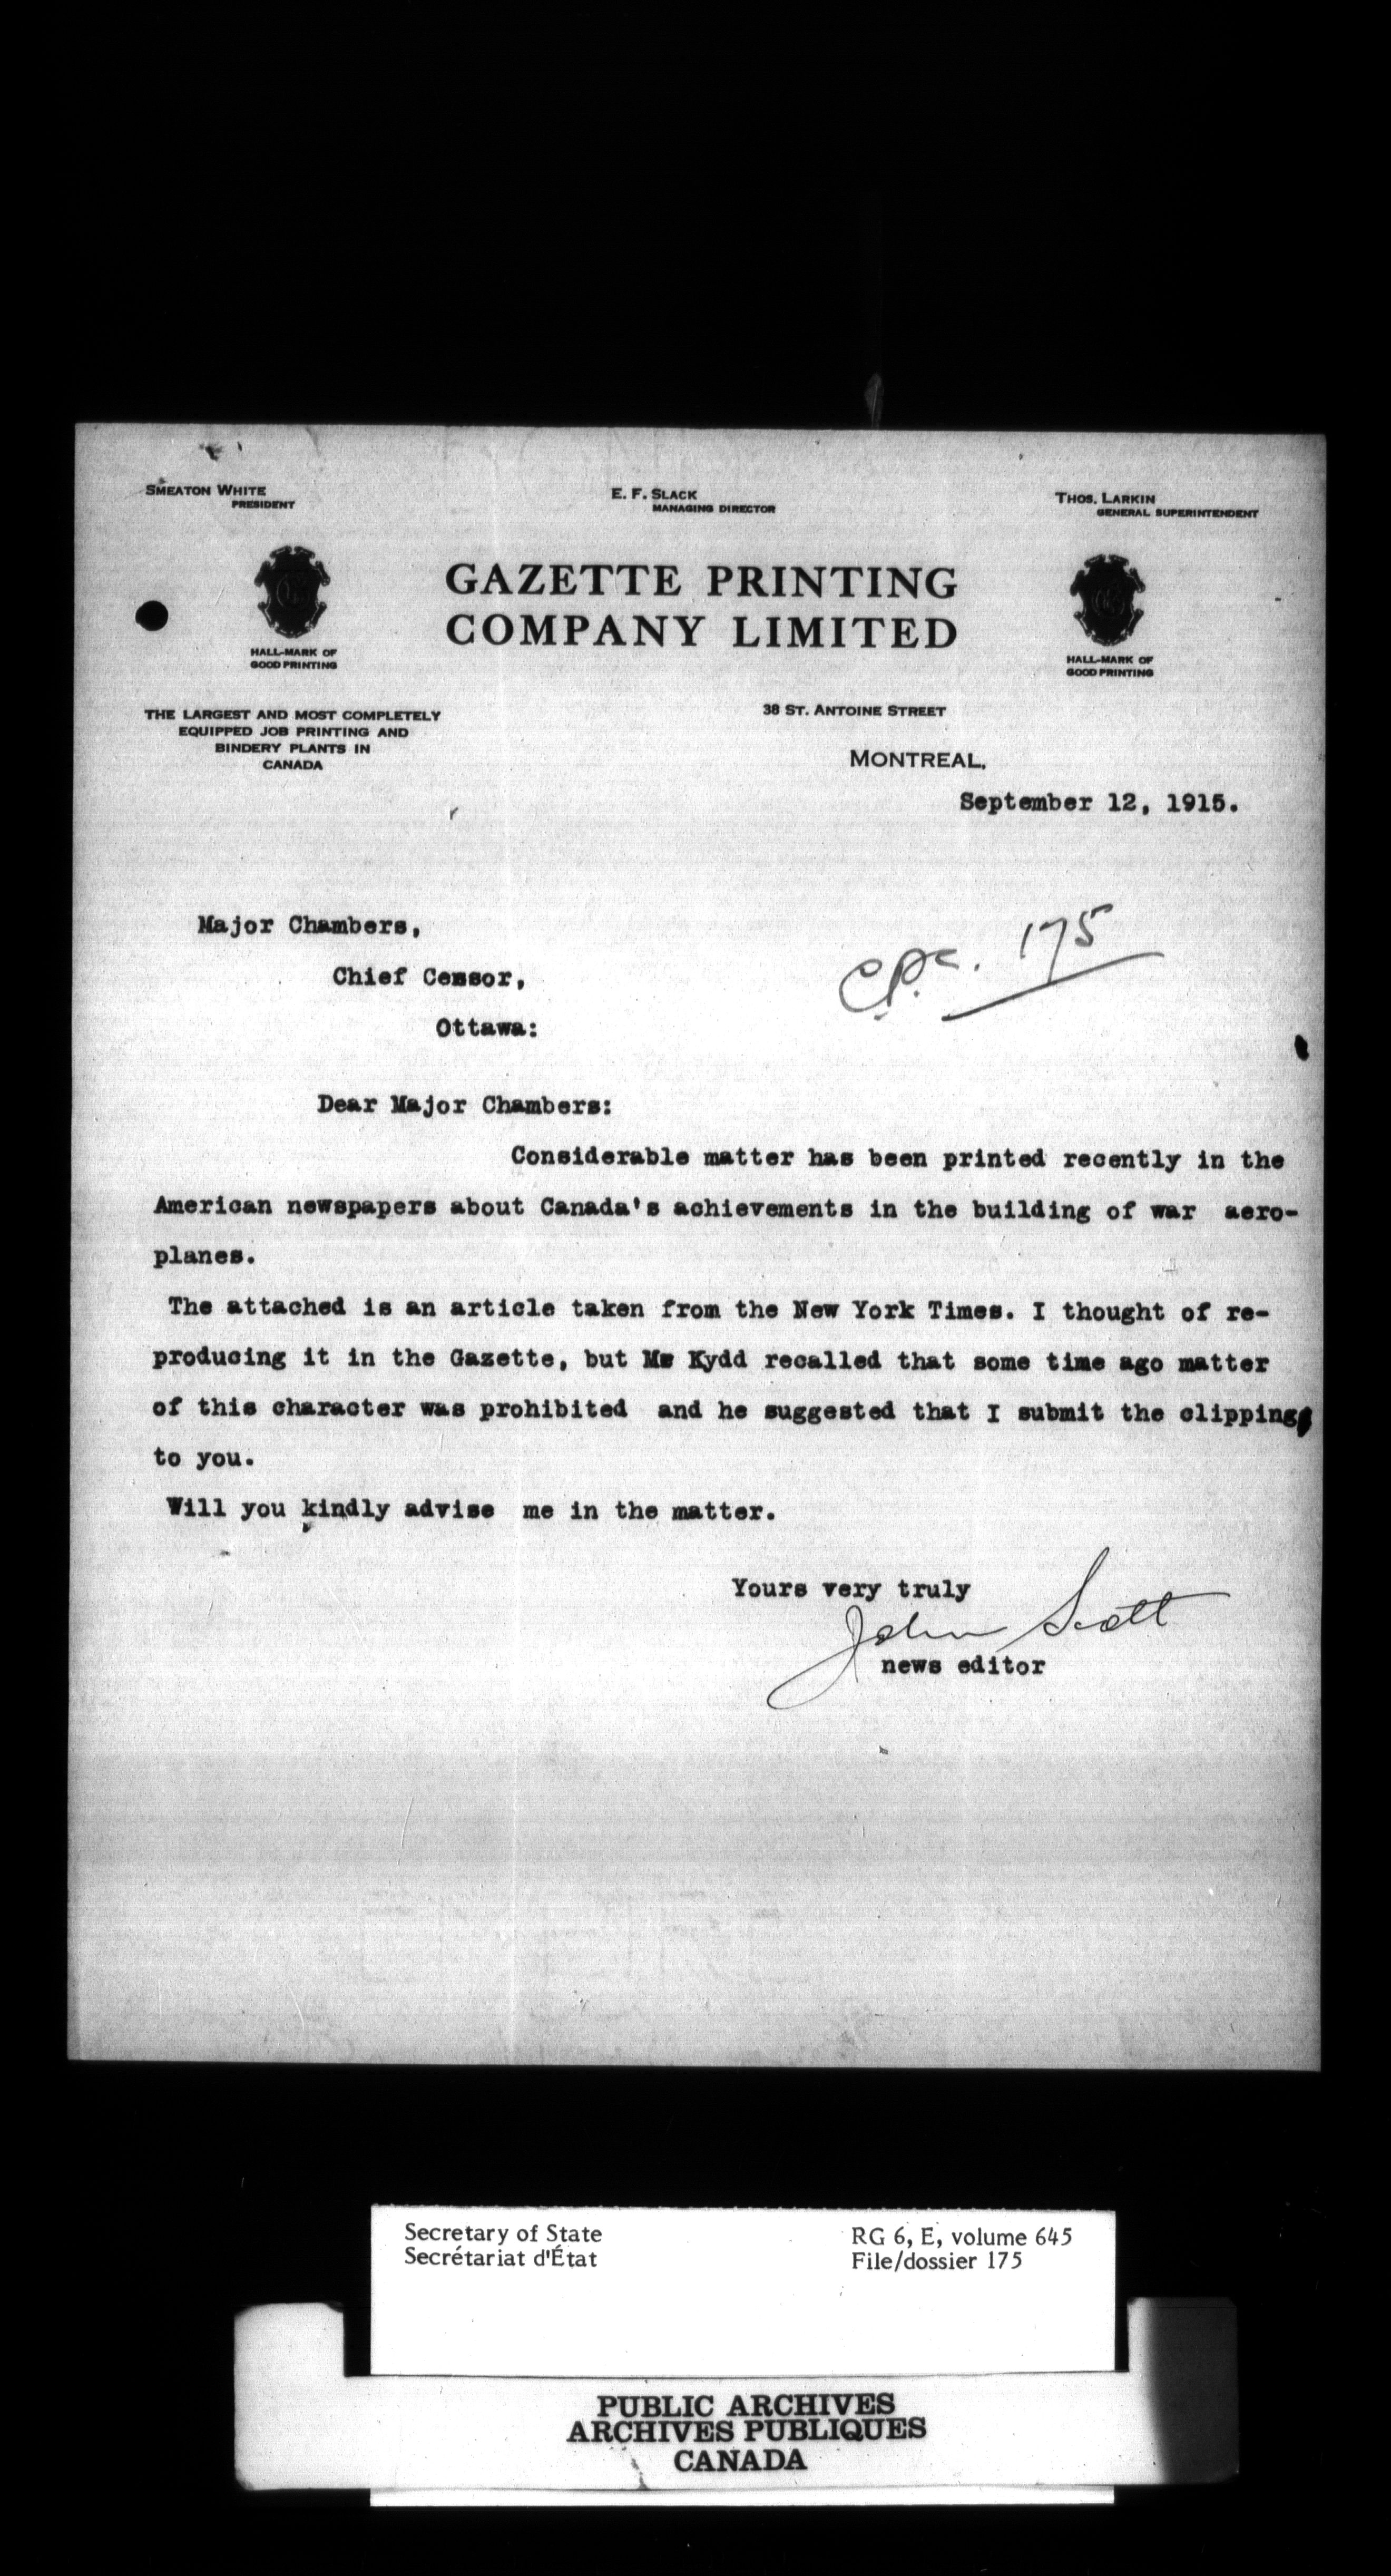 SMEATON WHITE
PRESIDENT
E. F. SLACK
MANAGING DIRECTOR
THOS. LARKIN
GENERAL SUPERINTENDENT
GAZETTE PRINTING
COMPANY LIMITED
HALL-MARK OF
GOOD PRINTING
HALL-MARK OF
GOOD PRINTING
THE LARGEST AND MOST COMPLETELY
EQUIPPED JOB PRINTING AND
BINDERY PLANTS IN
CANADA
38 ST. ANTOINE STREET
MONTREAL,
September 12, 1915.
Major Chambers,
C.P.C. 175
Chief Censor,
Ottawa:
Dear Major Chambers:
Considerable matter has been printed recently in the
American newspapers about Canada's achievements in the building of war aero-
planes.
The attached is an article taken from the New York Times. I thought of re-
producing it in the Gazette, but Mr Kydd recalled that some time ago matter
of this character was prohibited and he suggested that I submit the clipping
to you.
Will you kindly advise me in the matter.
Yours very truly
John Scott
news editor
Secretary of State
Secrétariat d'État
RG 6, E, volume 645
File/dossier 175
PUBLIC ARCHIVES
ARCHIVES PUBLIQUES
CANADA